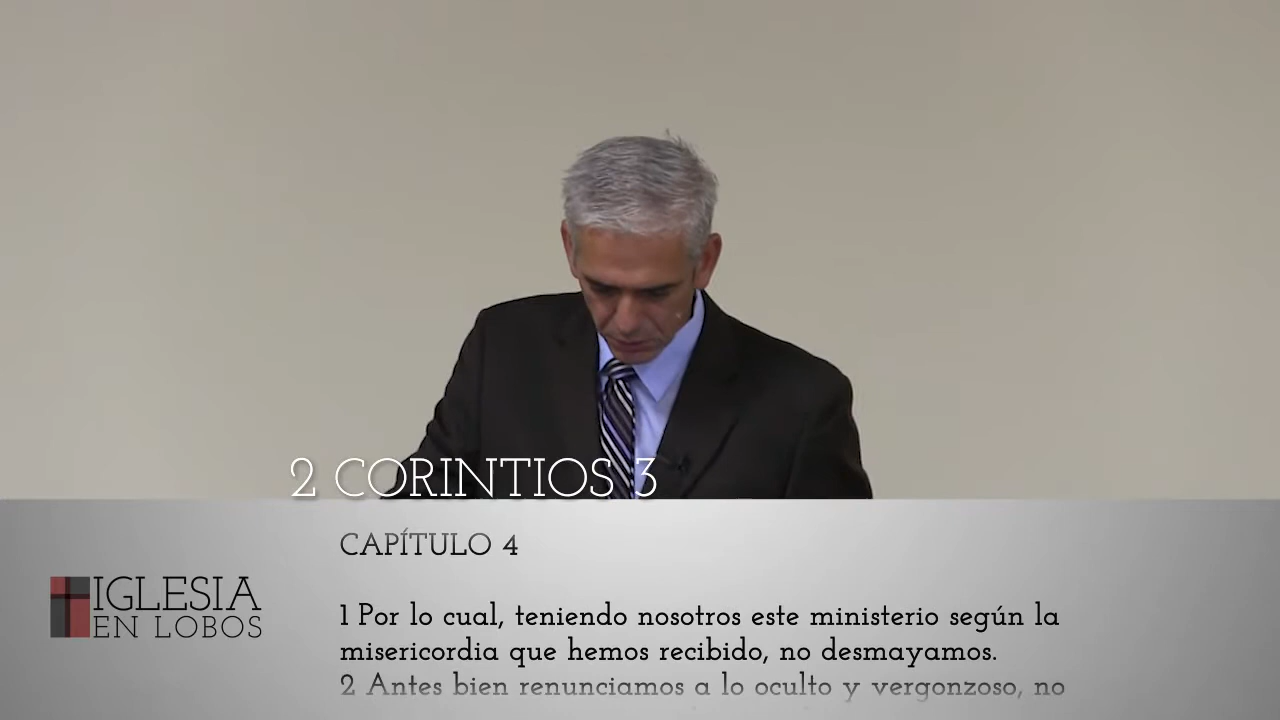 2 CORINTIOS 3
CAPÍTULO 4
IGLESIA
EN LOBOS
1 Por lo cual, teniendo nosotros este ministerio según la
misericordia que hemos recibido, no desmayamos.
2 Antes bien renunciamos a lo oculto y vergonzoso, no